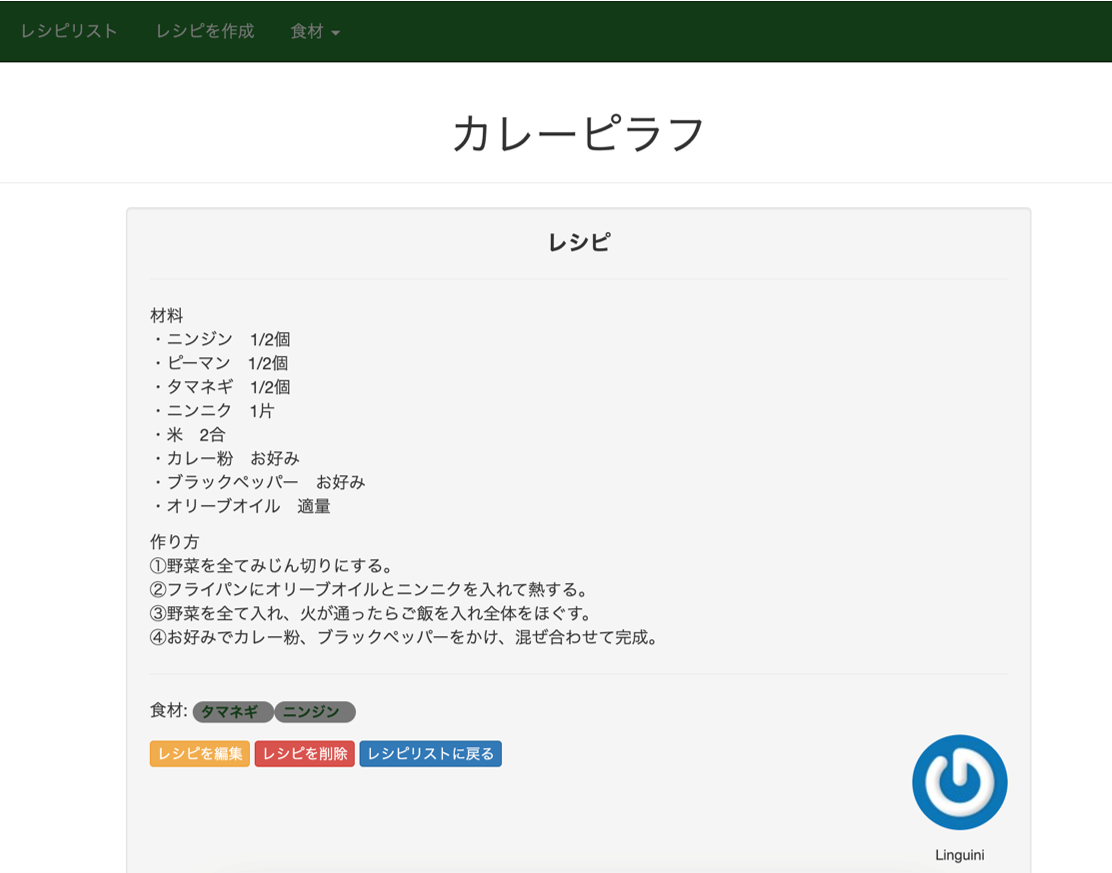 レシピリスト レシピを作成 食材
カレーピラフ
レシピ
材料
・ニンジン　1/2個
・ピーマン　1/2個
・タマネギ　1/2個
・ニンニク　1片
・米　2合
・カレー粉　お好み
・ブラックペッパー　お好み
・オリーブオイル　適量
作り方
①野菜を全てみじん切りにする。
②フライパンにオリーブオイルとニンニクを入れて熱する。
③野菜を全て入れ、火が通ったらご飯を入れ全体をほぐす。
④お好みでカレー粉、ブラックペッパーをかけ、混ぜ合わせて完成。
食材: タマネギ ニンジン
レシピを編集 レシピを削除 レシピリストに戻る
Linguini